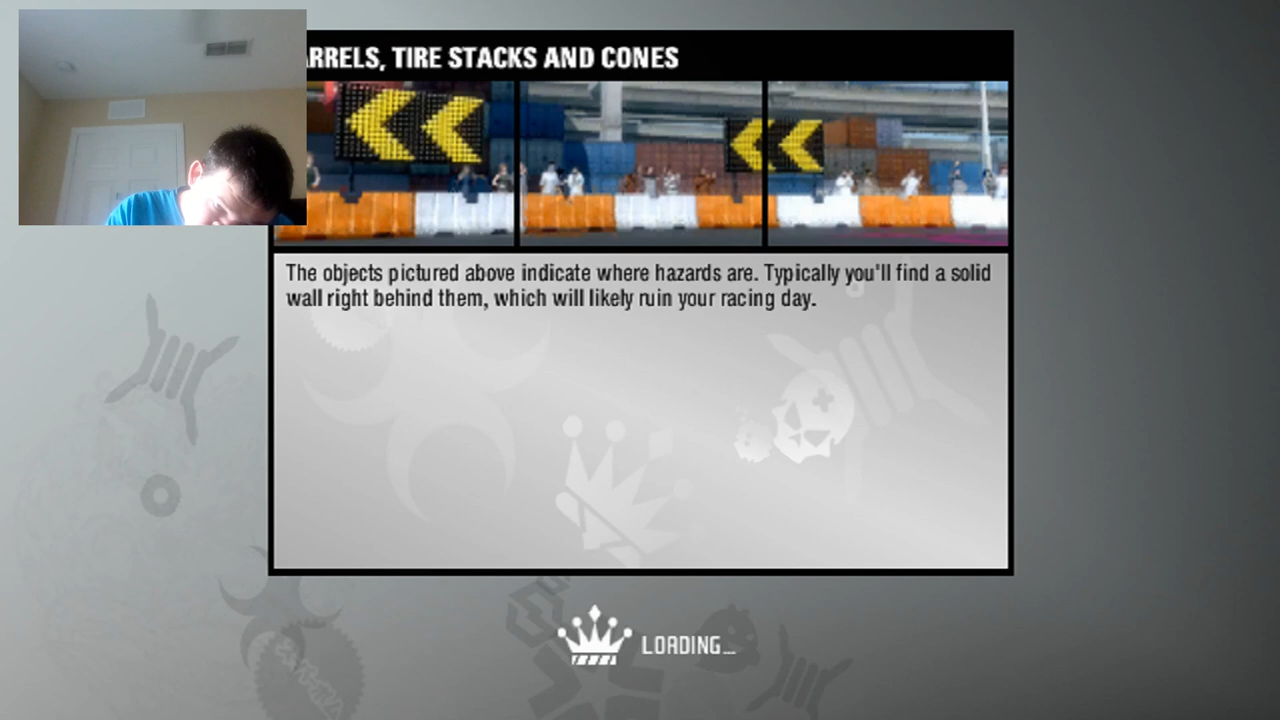 ARRELS, TIRE STACKS AND CONES
The objects pictured above indicate where hazards are. Typically you'll find a solid
wall right behind them, which will likely ruin your racing day.
LOADING...